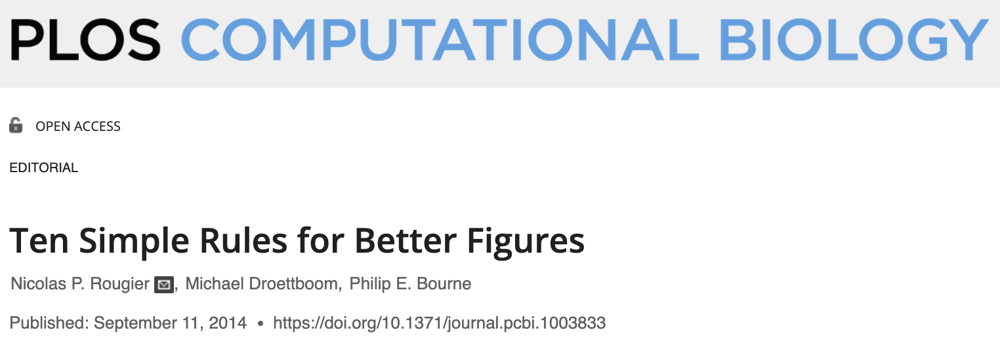 PLOS COMPUTATIONAL BIOLOGY
OPEN ACCESS
EDITORIAL
Ten Simple Rules for Better Figures
Nicolas P. Rougier , Michael Droettboom, Philip E. Bourne
Published: September 11, 2014 • https://doi.org/10.1371/journal.pcbi.1003833